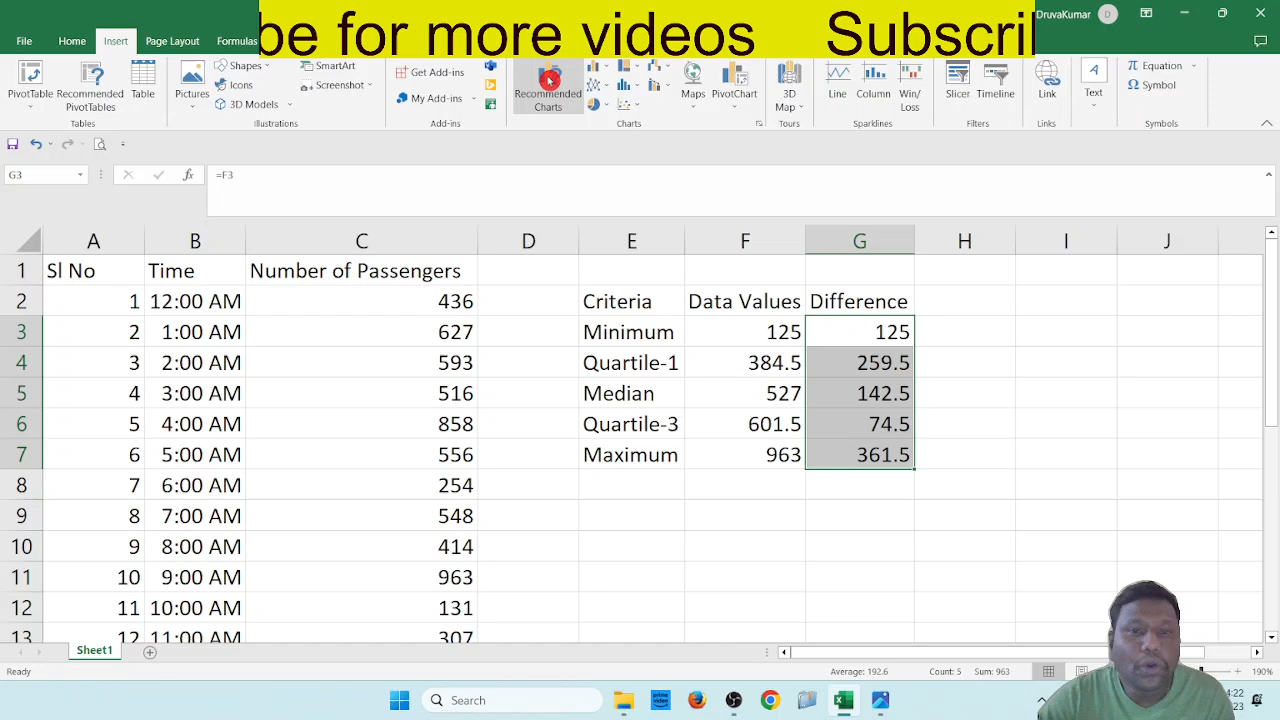 be for more videos Subscri
DruvaKumar D
File Home Insert Page Layout Formulas
PivotTable Recommended PivotTables Table
Tables
Pictures Shapes Icons 3D Models SmartArt Screenshot
Illustrations
Get Add-ins
My Add-ins
Add-ins
Recommended Charts
Maps PivotChart
Charts
3D Map
Tours
Line Column Win/Loss
Sparklines
Slicer Timeline
Filters
Link
Links
A
Text
Equation
Symbol
Symbols
G3 fx =F3
A B C D E F G H I J
1 Sl No Time Number of Passengers
2 1 12:00 AM 436 Criteria Data Values Difference
3 2 1:00 AM 627 Minimum 125 125
4 3 2:00 AM 593 Quartile-1 384.5 259.5
5 4 3:00 AM 516 Median 527 142.5
6 5 4:00 AM 858 Quartile-3 601.5 74.5
7 6 5:00 AM 556 Maximum 963 361.5
8 7 6:00 AM 254
9 8 7:00 AM 548
10 9 8:00 AM 414
11 10 9:00 AM 963
12 11 10:00 AM 131
13 12 11:00 AM 307
Sheet1
Ready Average: 192.6 Count: 5 Sum: 963 190%
Search
prime video